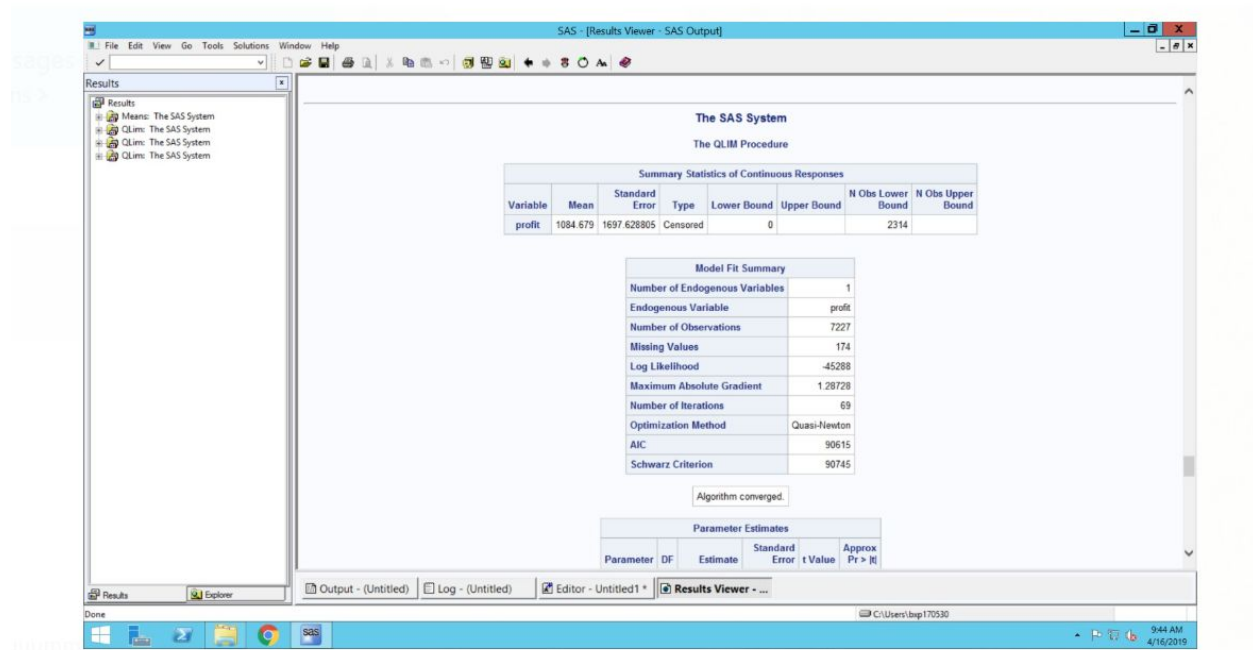 SAS - [Results Viewer - SAS Output]
File Edit View Go Tools Solutions Window Help
Results
Results
Means: The SAS System
QLim: The SAS System
QLim: The SAS System
QLim: The SAS System
The SAS System
The QLIM Procedure
Summary Statistics of Continuous Responses
Variable Mean Standard Error Type Lower Bound Upper Bound N Obs Lower Bound N Obs Upper Bound
profit 1084.679 1697.628805 Censored 0 2314
Model Fit Summary
Number of Endogenous Variables 1
Endogenous Variable profit
Number of Observations 7227
Missing Values 174
Log Likelihood -45288
Maximum Absolute Gradient 1.28728
Number of Iterations 69
Optimization Method Quasi-Newton
AIC 90615
Schwarz Criterion 90745
Algorithm converged.
Parameter Estimates
Parameter DF Estimate Standard Error t Value Approx Pr > |t|
Results Explorer
Output - (Untitled) Log - (Untitled) Editor - Untitled1 * Results Viewer - ...
Done C:\Users\bxp170530
sas
9:44 AM
4/16/2019